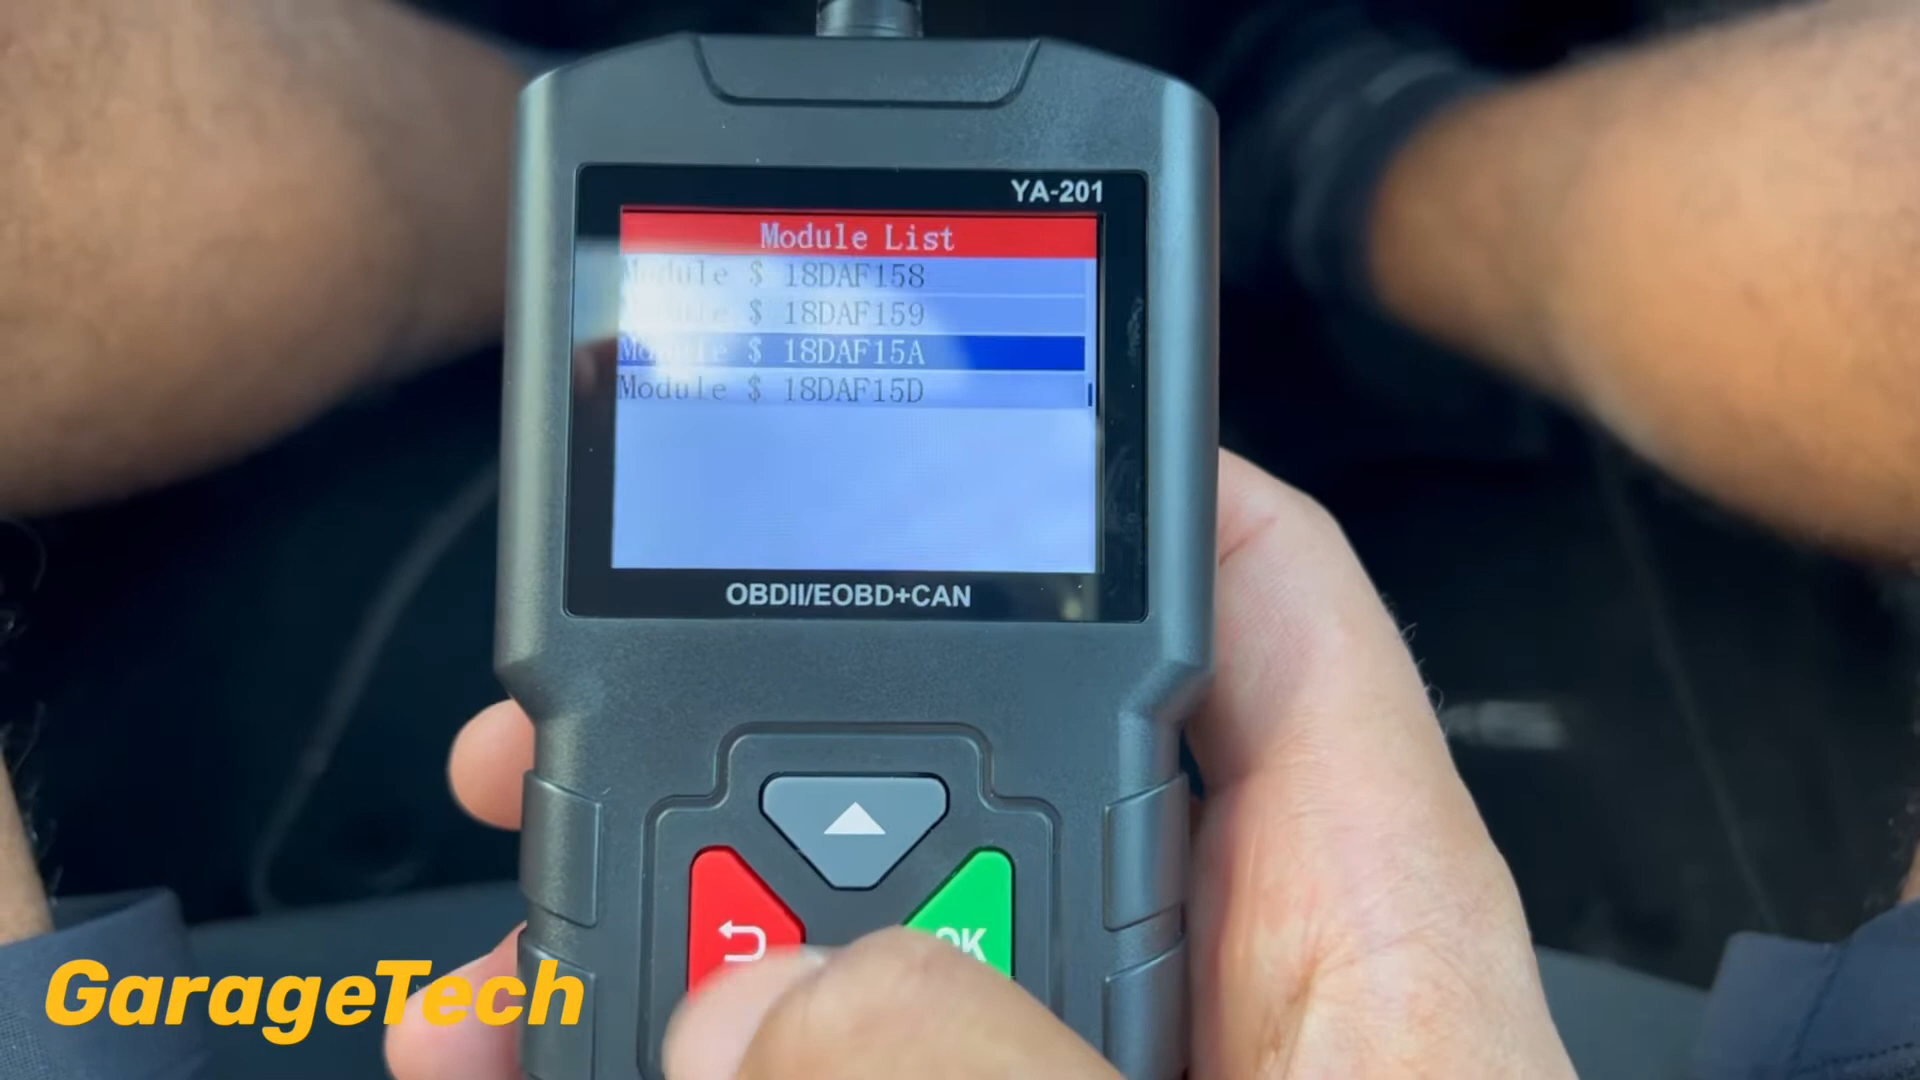 YA-201
Module List
Module $ 18DAF158
Module $ 18DAF159
Module $ 18DAF15A
Module $ 18DAF15D
OBDII/EOBD+CAN
OK
GarageTech